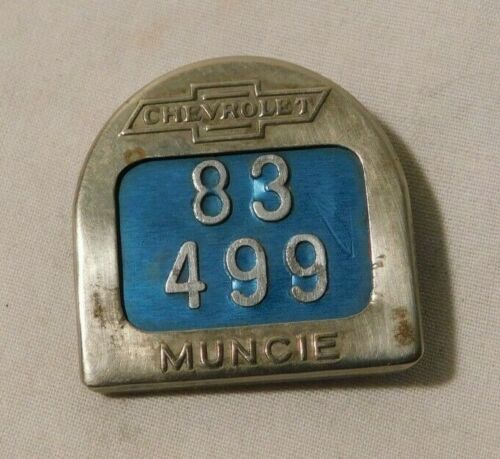 CHEVROLET
83
499
MUNCIE